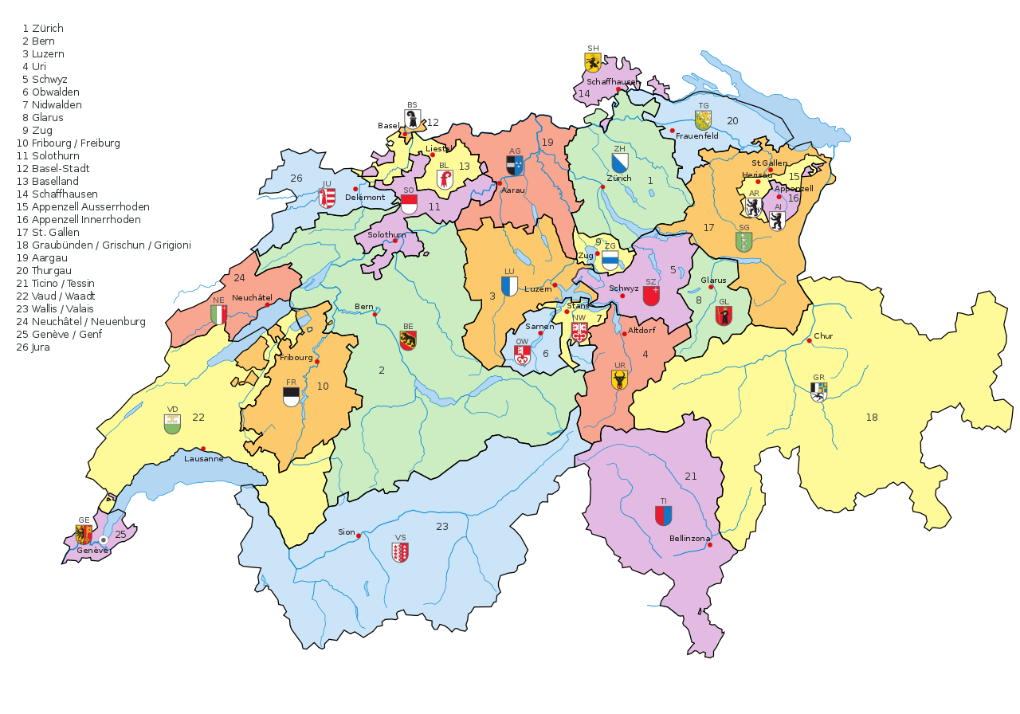 1 Zürich
2 Bern
3 Luzern
4 Uri
5 Schwyz
6 Obwalden
7 Nidwalden
8 Glarus
9 Zug
10 Fribourg / Freiburg
11 Solothurn
12 Basel-Stadt
13 Baselland
14 Schaffhausen
15 Appenzell Ausserrhoden
16 Appenzell Innerrhoden
17 St. Gallen
18 Graubünden / Grischun / Grigioni
19 Aargau
20 Thurgau
21 Ticino / Tessin
22 Vaud / Waadt
23 Wallis / Valais
24 Neuchâtel / Neuenburg
25 Genève / Genf
26 Jura
SH
Schaffhausen
14
BS
12
Basel
TG
20
Frauenfeld
Liestal
BL
13
AG
19
Aarau
ZH
1
Zürich
St.Gallen
Herisau
15
AR
Appenzell
AI
16
SG
17
26
JU
Delémont
SO
11
Solothurn
9
ZG
Zug
24
NE
Neuchâtel
LU
3
Luzern
SZ
5
Schwyz
Glarus
8
GL
Bern
BE
2
Stans
NW
7
Sarnen
OW
6
Altdorf
4
UR
Chur
GR
18
Fribourg
FR
10
VD
22
Lausanne
GE
25
Genève
Sion
VS
23
21
TI
Bellinzona